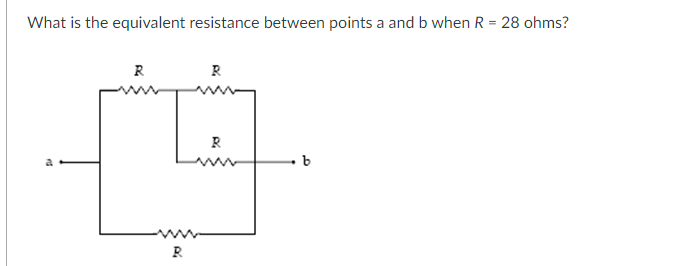 What is the equivalent resistance between points a and b when R = 28 ohms?
R R
R
a b
R